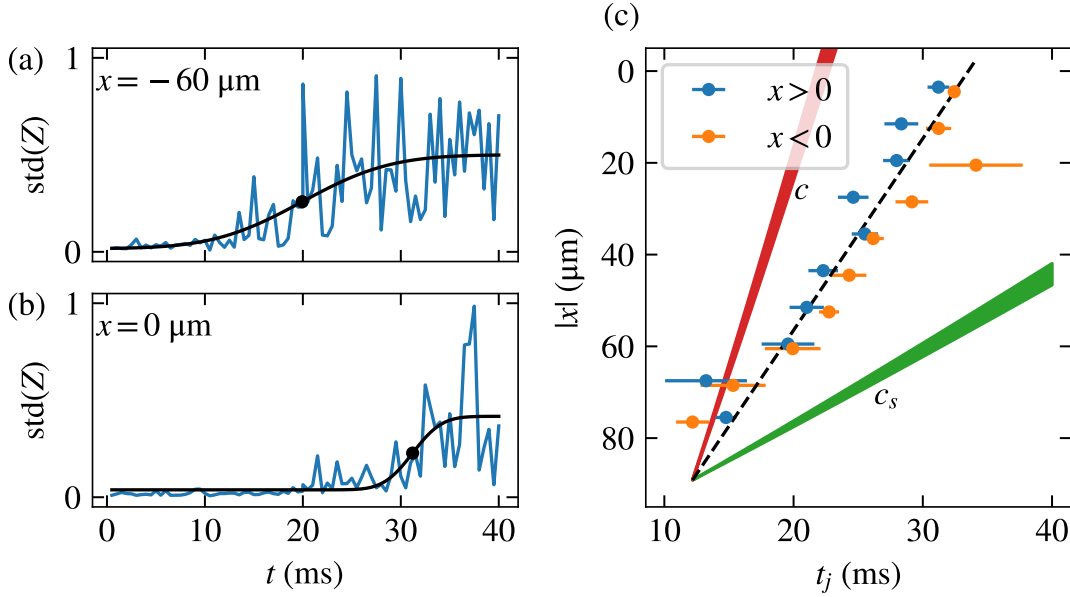 (a)
x = −60 μm
1
0
std(Z)
(b)
x = 0 μm
1
0
std(Z)
0 10 20 30 40
t (ms)
(c)
x > 0
x < 0
c
c_s
0
20
40
60
80
|x| (μm)
10 20 30 40
t_j (ms)